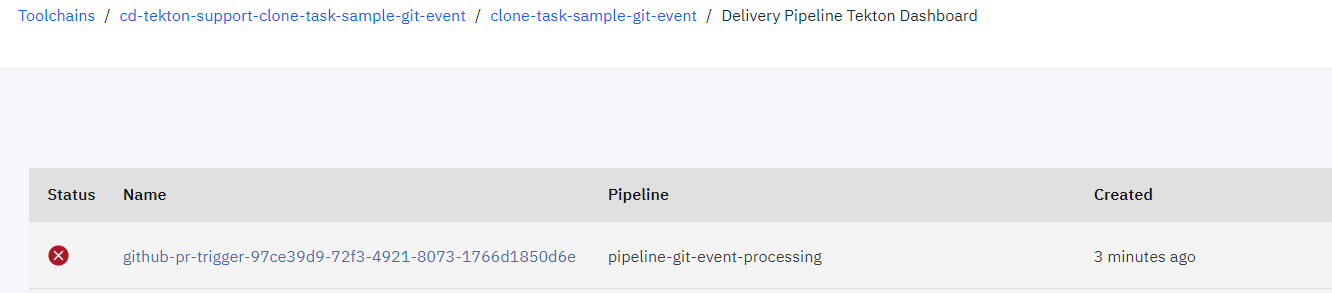 Toolchains / cd-tekton-support-clone-task-sample-git-event / clone-task-sample-git-event / Delivery Pipeline Tekton Dashboard
Status Name Pipeline Created
github-pr-trigger-97ce39d9-72f3-4921-8073-1766d1850d6e pipeline-git-event-processing 3 minutes ago